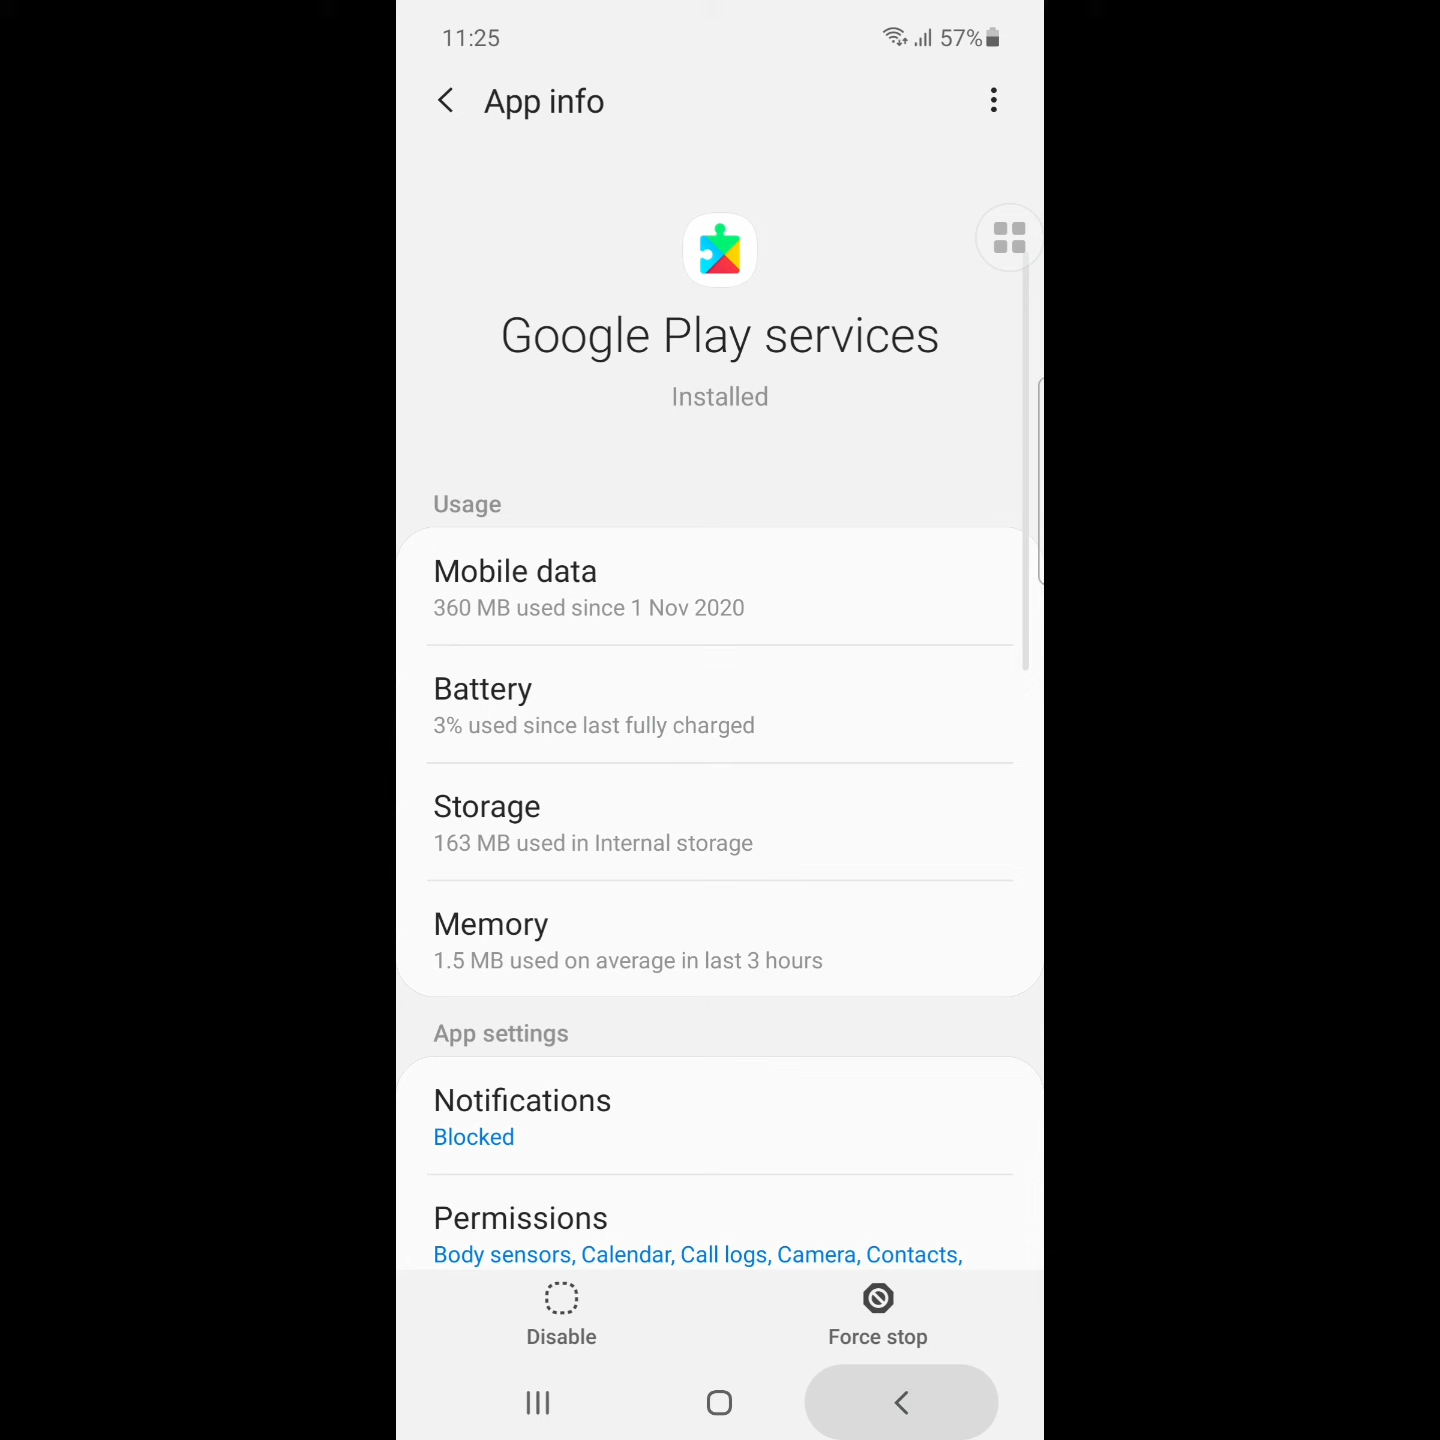 11:25
57%
App info
Google Play services
Installed
Usage
Mobile data
360 MB used since 1 Nov 2020
Battery
3% used since last fully charged
Storage
163 MB used in Internal storage
Memory
1.5 MB used on average in last 3 hours
App settings
Notifications
Blocked
Permissions
Body sensors, Calendar, Call logs, Camera, Contacts,
Disable
Force stop